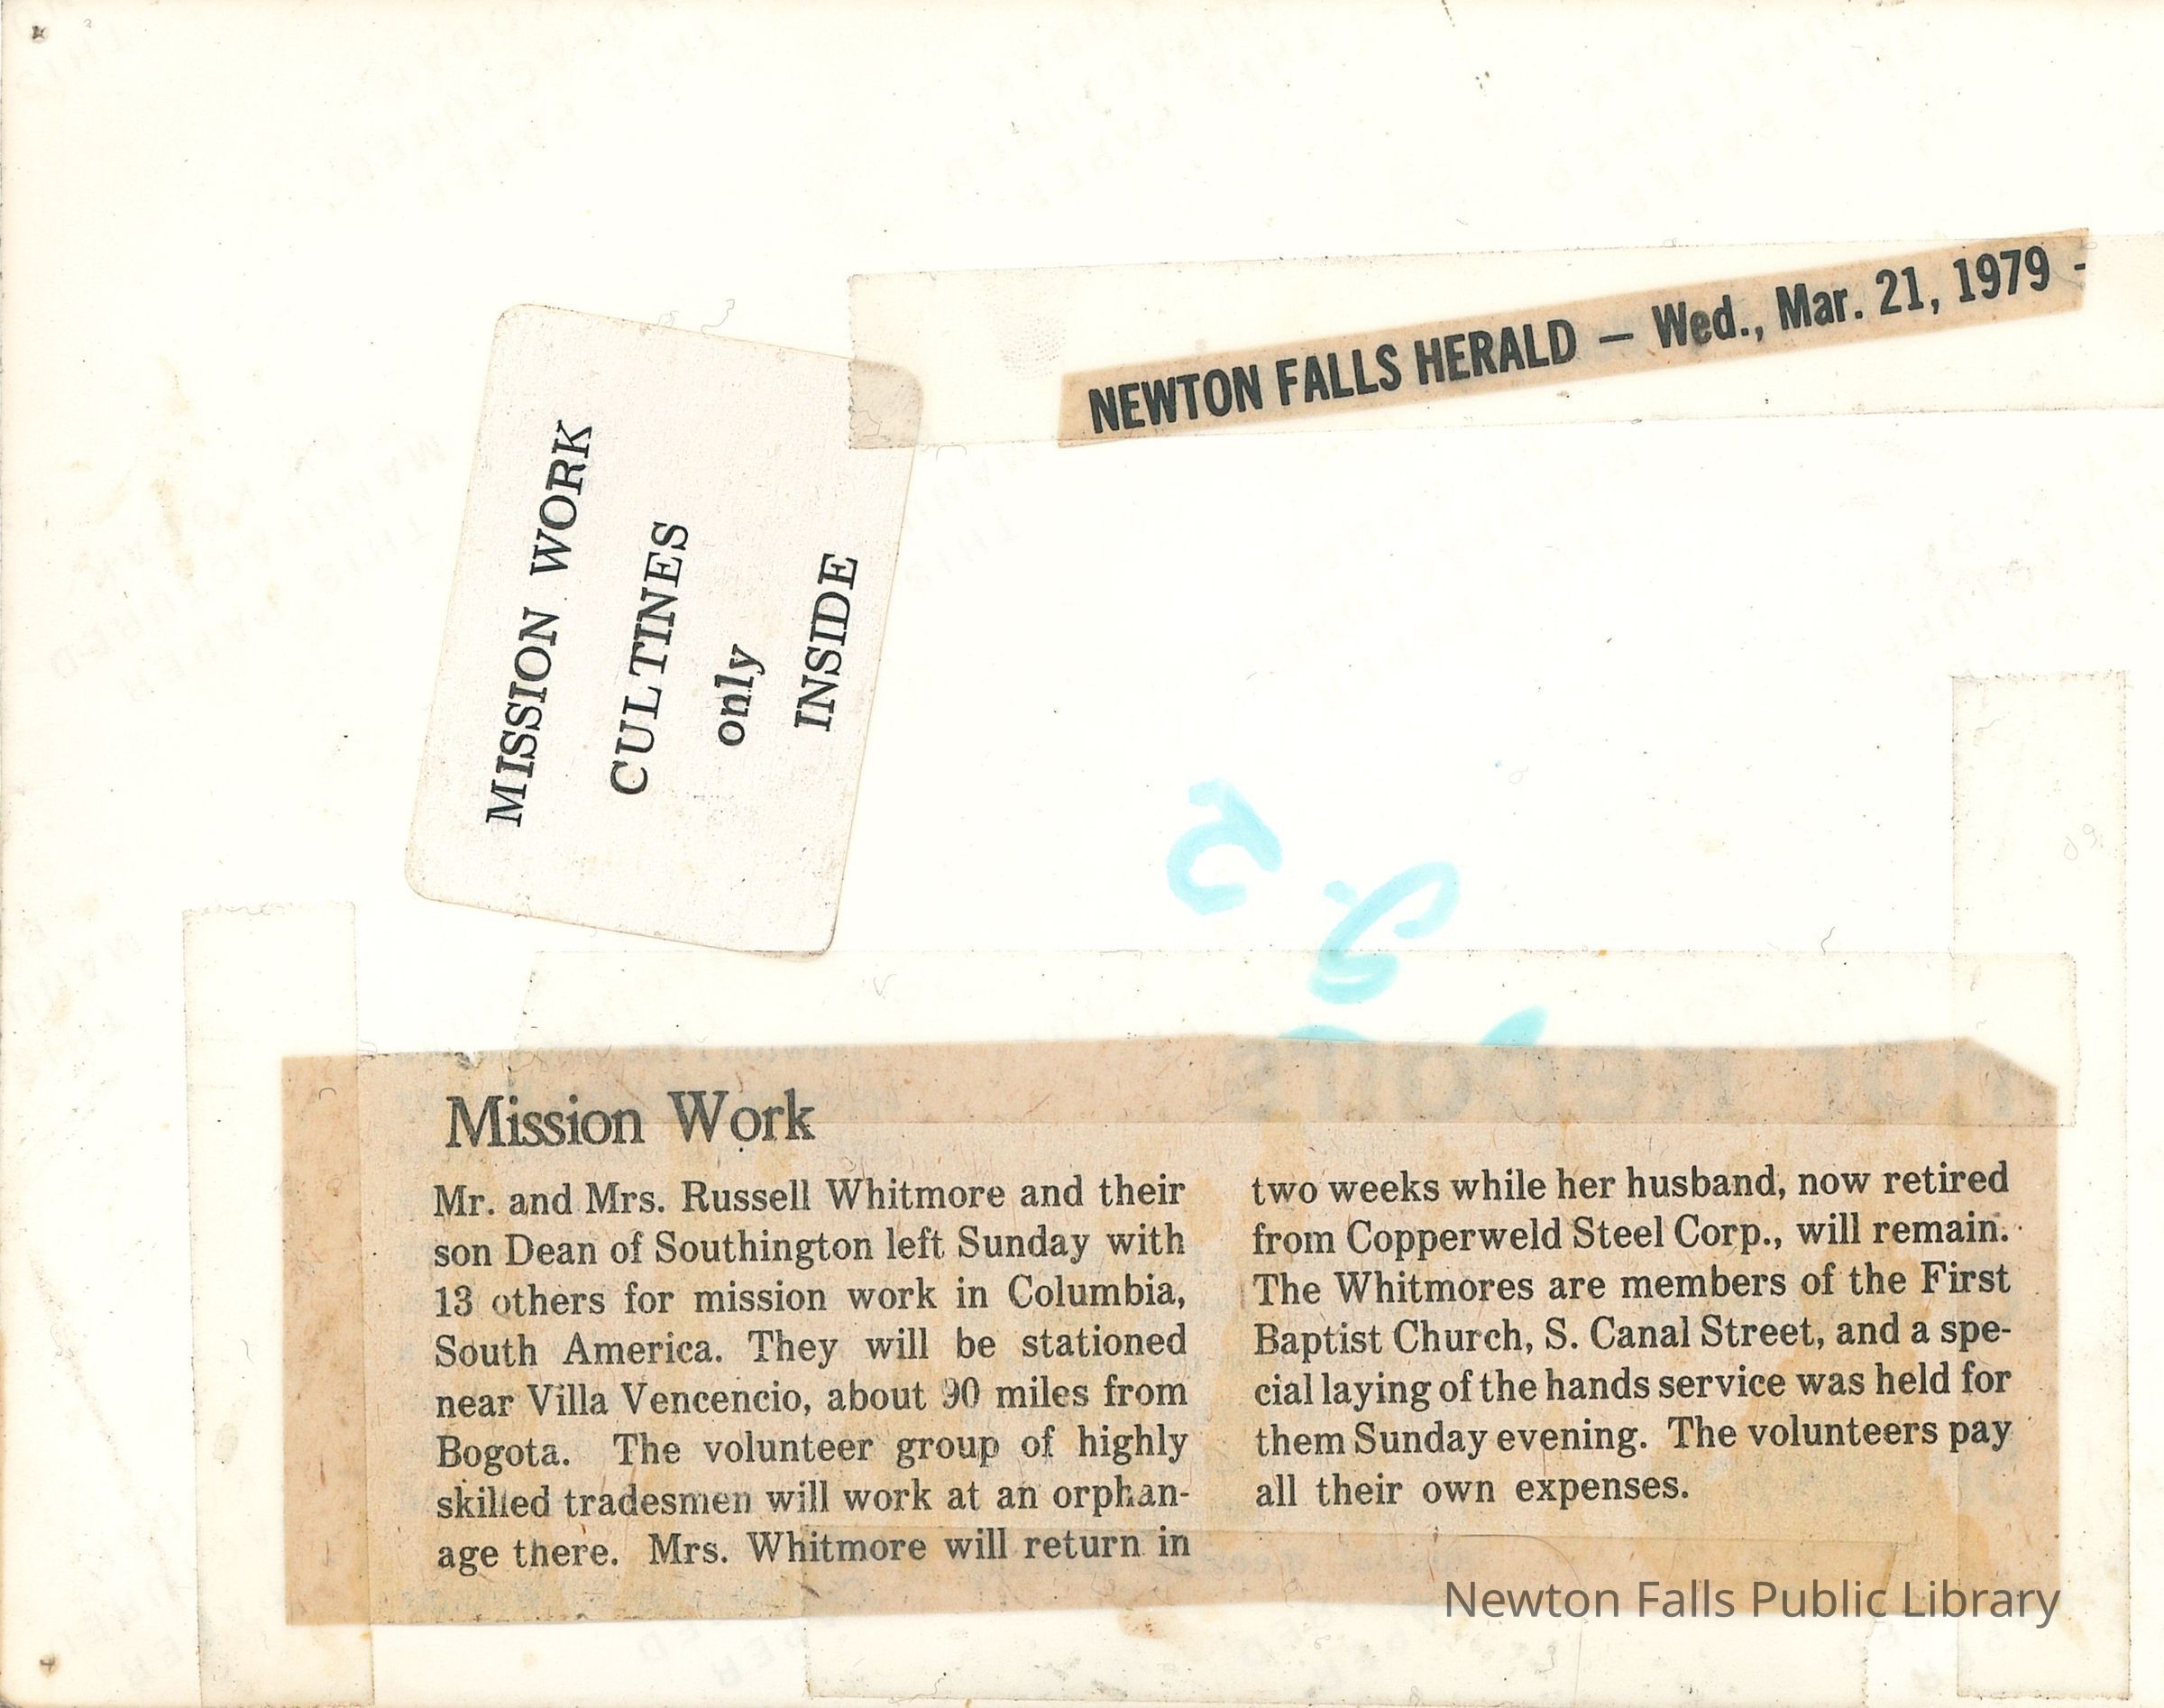 NEWTON FALLS HERALD — Wed., Mar. 21, 1979 -
MISSION WORK
CULTINES
only
INSIDE
Mission Work
Mr. and Mrs. Russell Whitmore and their
son Dean of Southington left Sunday with
13 others for mission work in Columbia,
South America. They will be stationed
near Villa Vencencio, about 90 miles from
Bogota. The volunteer group of highly
skilled tradesmen will work at an orphan-
age there. Mrs. Whitmore will return in
two weeks while her husband, now retired
from Copperweld Steel Corp., will remain.
The Whitmores are members of the First
Baptist Church, S. Canal Street, and a spe-
cial laying of the hands service was held for
them Sunday evening. The volunteers pay
all their own expenses.
Newton Falls Public Library